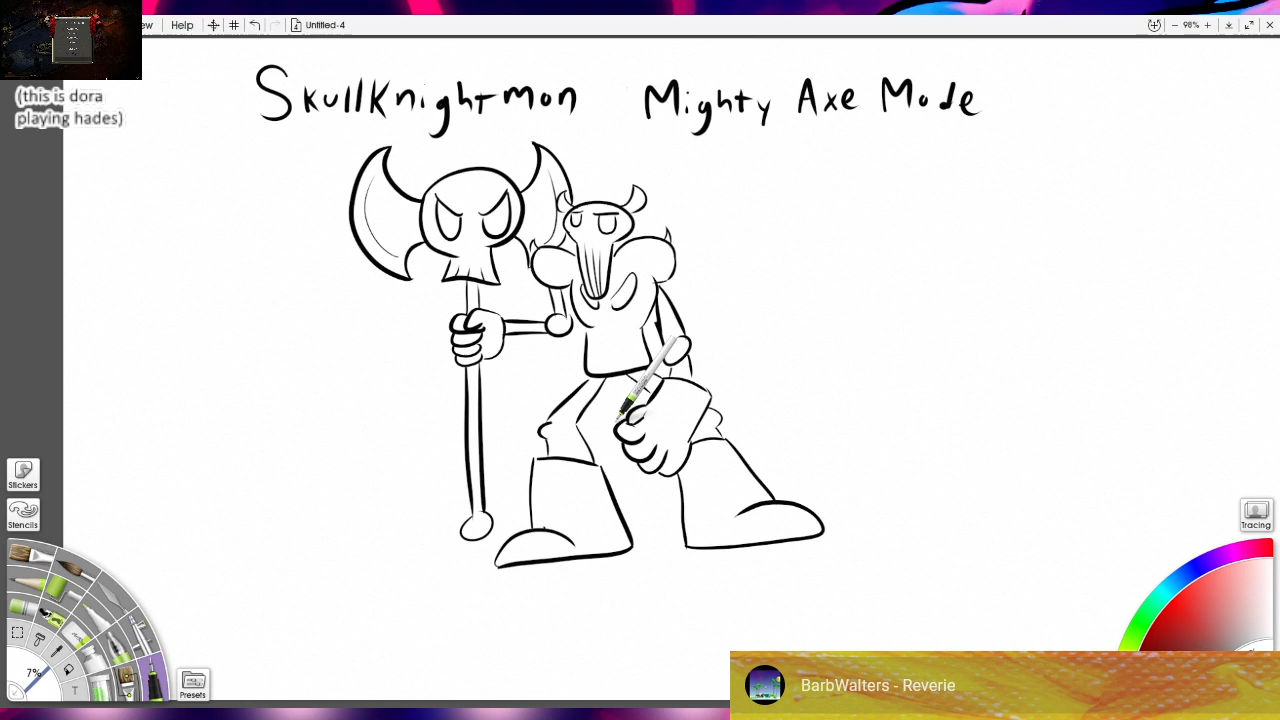 ew Help Untitled-4 98%
(this is dora
playing hades)
SkullKnightmon Mighty Axe Mode
Stickers
Stencils
Tracing
7%
T
Presets
BarbWalters - Reverie